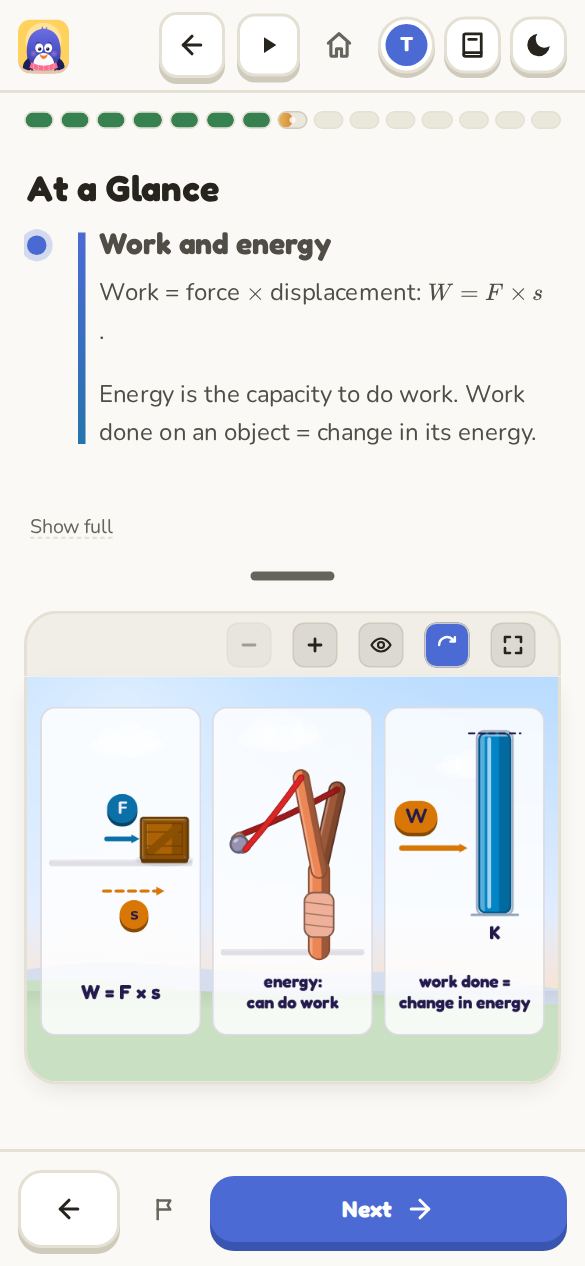 T
At a Glance
Work and energy
Work = force × displacement: W = F × s
.
Energy is the capacity to do work. Work
done on an object = change in its energy.
Show full
F
s
W = F x s
energy:
can do work
W
K
work done =
change in energy
Next